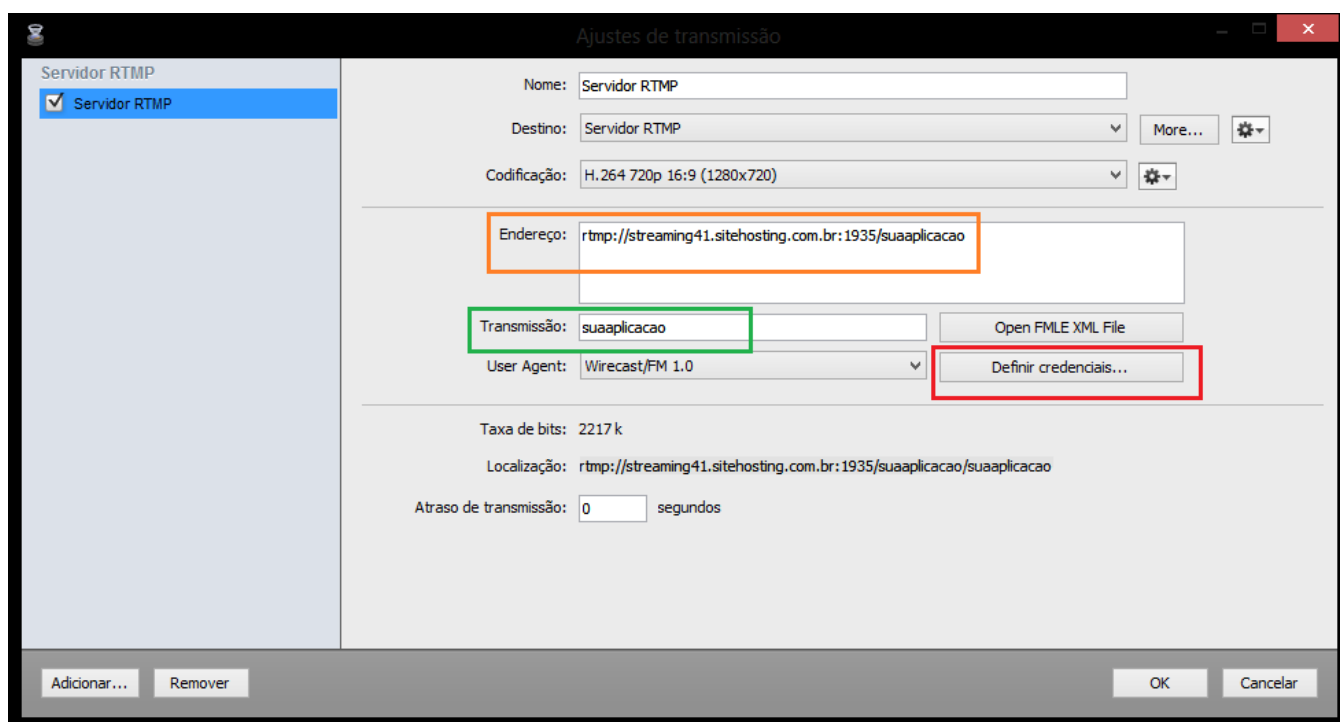 Ajustes de transmissão
Servidor RTMP
Servidor RTMP
Nome: Servidor RTMP
Destino: Servidor RTMP More...
Codificação: H.264 720p 16:9 (1280x720)
Endereço: rtmp://streaming41.sitehosting.com.br:1935/suaaplicacao
Transmissão: suaaplicacao Open FMLE XML File
User Agent: Wirecast/FM 1.0 Definir credenciais...
Taxa de bits: 2217 k
Localização: rtmp://streaming41.sitehosting.com.br:1935/suaaplicacao/suaaplicacao
Atraso de transmissão: 0 segundos
Adicionar... Remover OK Cancelar